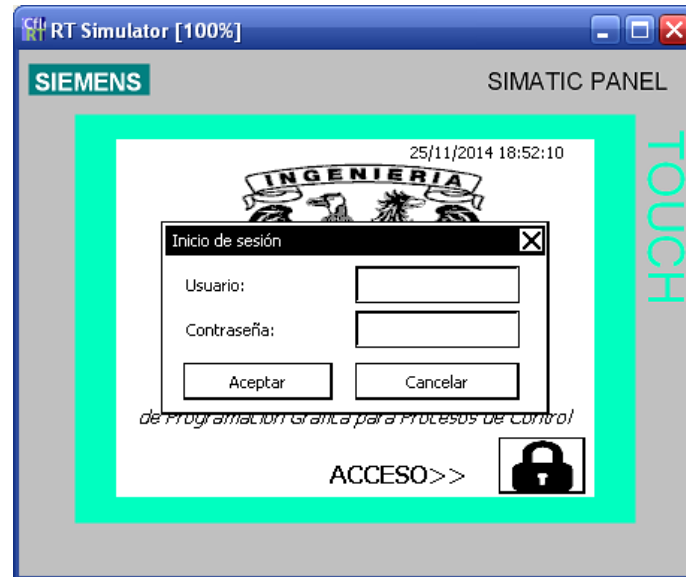 RT Simulator [100%]
SIEMENS
SIMATIC PANEL
TOUCH
25/11/2014 18:52:10
INGENIERIA
Inicio de sesión
Usuario:
Contraseña:
Aceptar
Cancelar
de Programación Gráfica para Procesos de Control
ACCESO>>